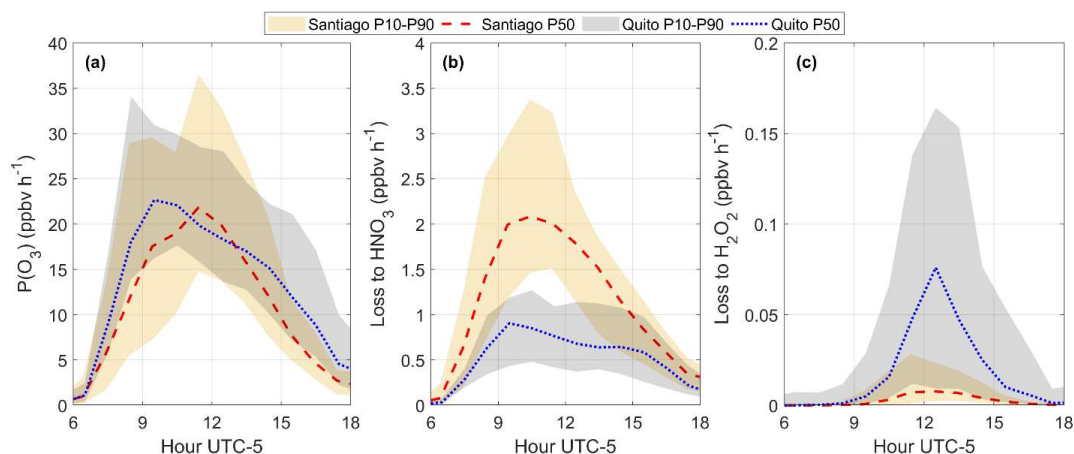 Santiago P10-P90 Santiago P50 Quito P10-P90 Quito P50
(a)
P(O₃) (ppbv h⁻¹)
40
35
30
25
20
15
10
5
0
6 9 12 15 18
Hour UTC-5
(b)
Loss to HNO₃ (ppbv h⁻¹)
4
3.5
3
2.5
2
1.5
1
0.5
0
6 9 12 15 18
Hour UTC-5
(c)
Loss to H₂O₂ (ppbv h⁻¹)
0.2
0.15
0.1
0.05
0
6 9 12 15 18
Hour UTC-5